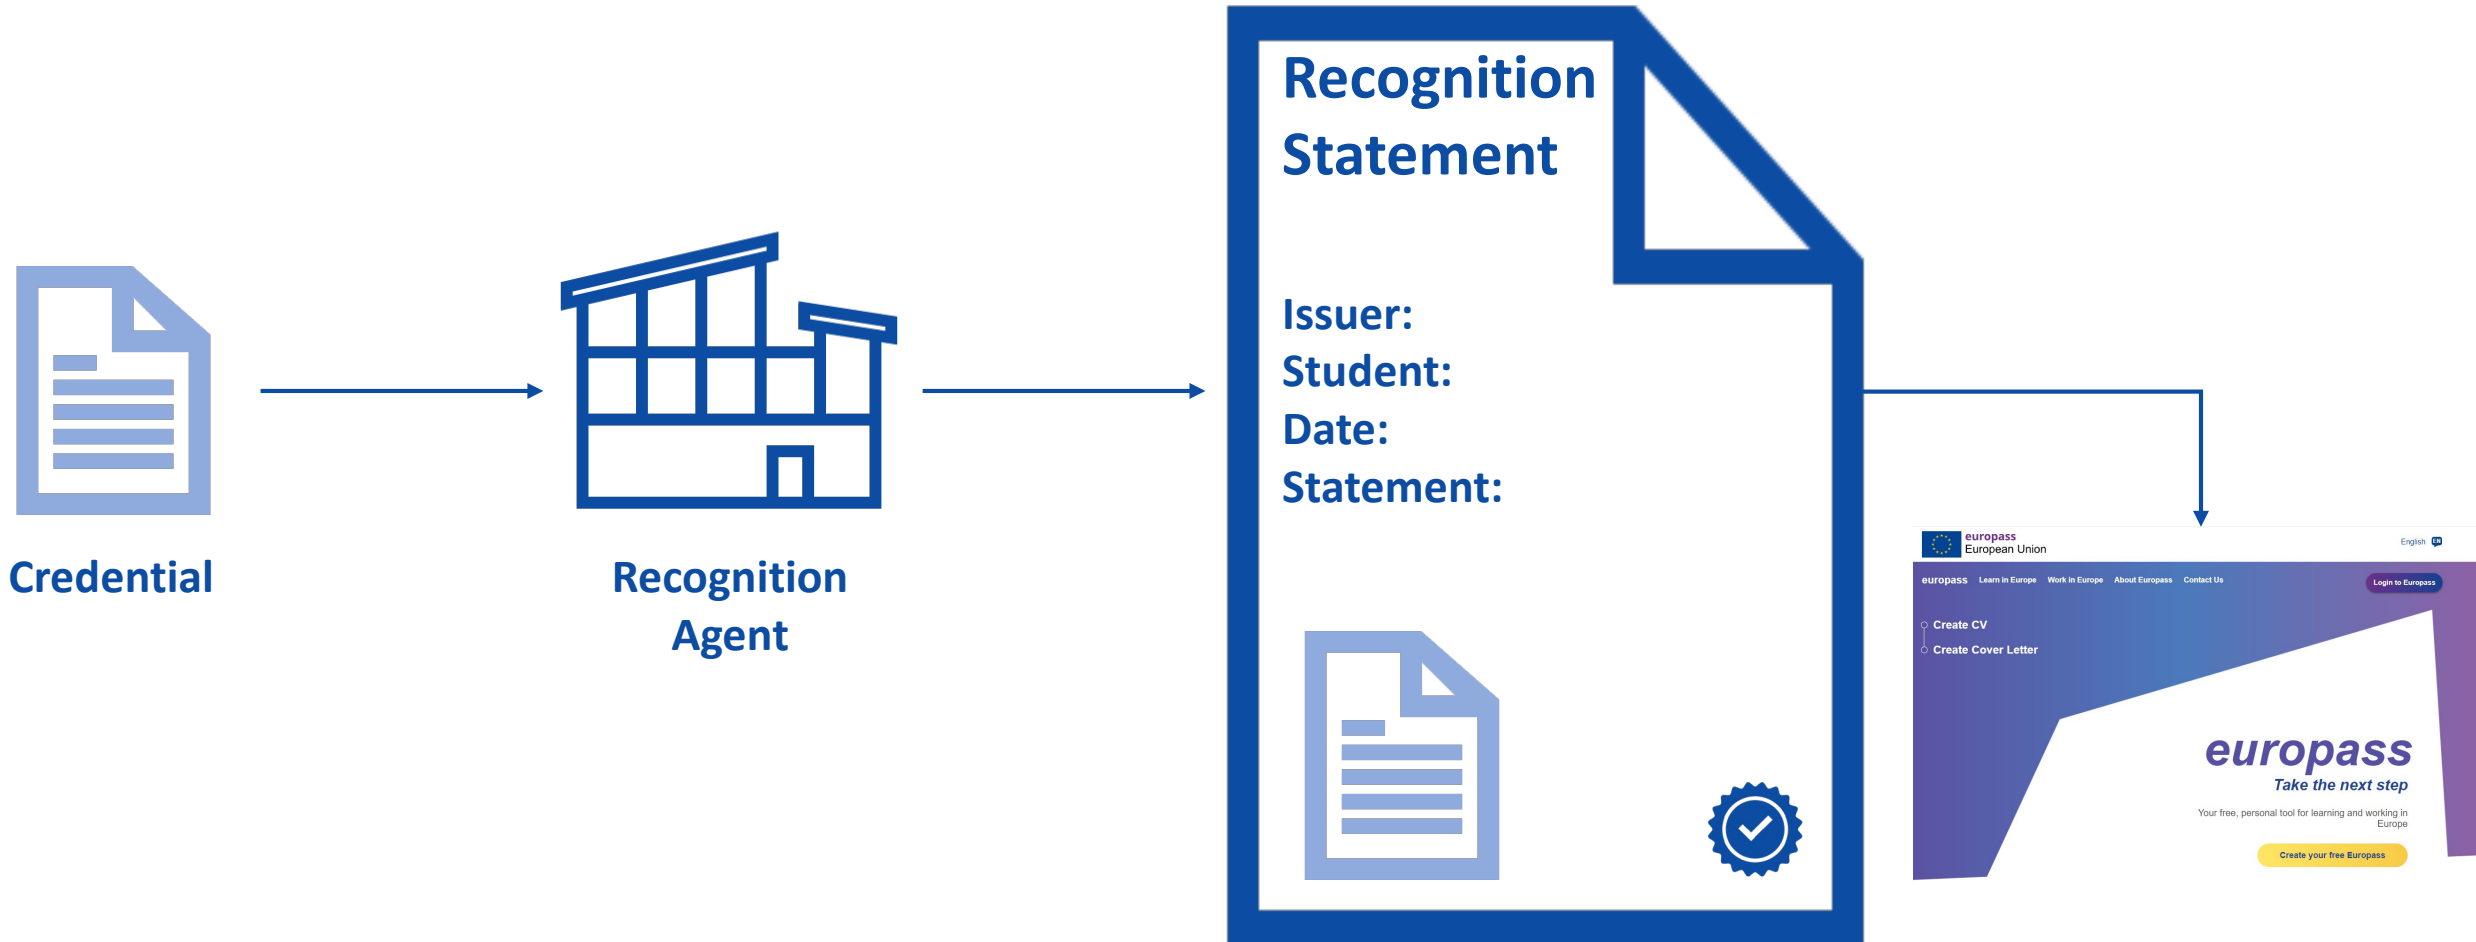 Credential
Recognition
Agent
Recognition
Statement
Issuer:
Student:
Date:
Statement:
europass
European Union
English EN
europass Learn in Europe Work in Europe About Europass Contact Us Login to Europass
Create CV
Create Cover Letter
europass
Take the next step
Your free, personal tool for learning and working in
Europe
Create your free Europass